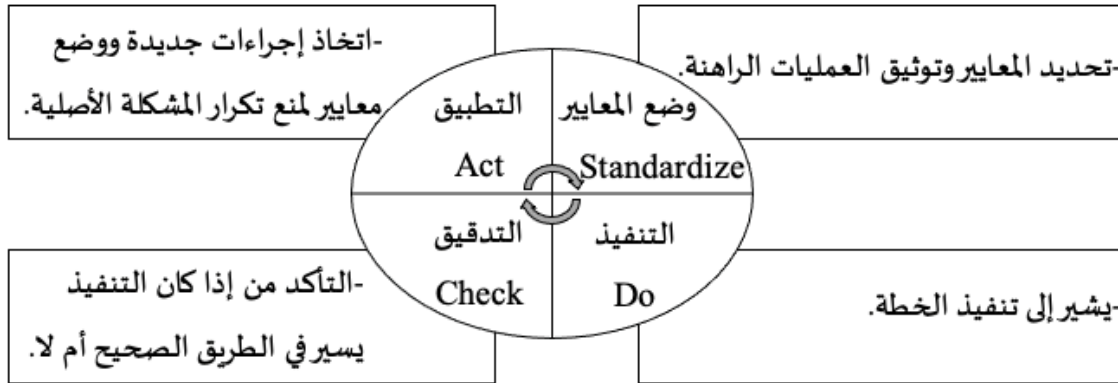 -تحديد المعايير وتوثيق العمليات الراهنة.
-اتخاذ إجراءات جديدة ووضع
معايير لمنع تكرار المشكلة الأصلية.
وضع المعايير
Standardize
التطبيق
Act
التنفيذ
Do
التدقيق
Check
-يشير إلى تنفيذ الخطة.
-التأكد من إذا كان التنفيذ
يسير في الطريق الصحيح أم لا.